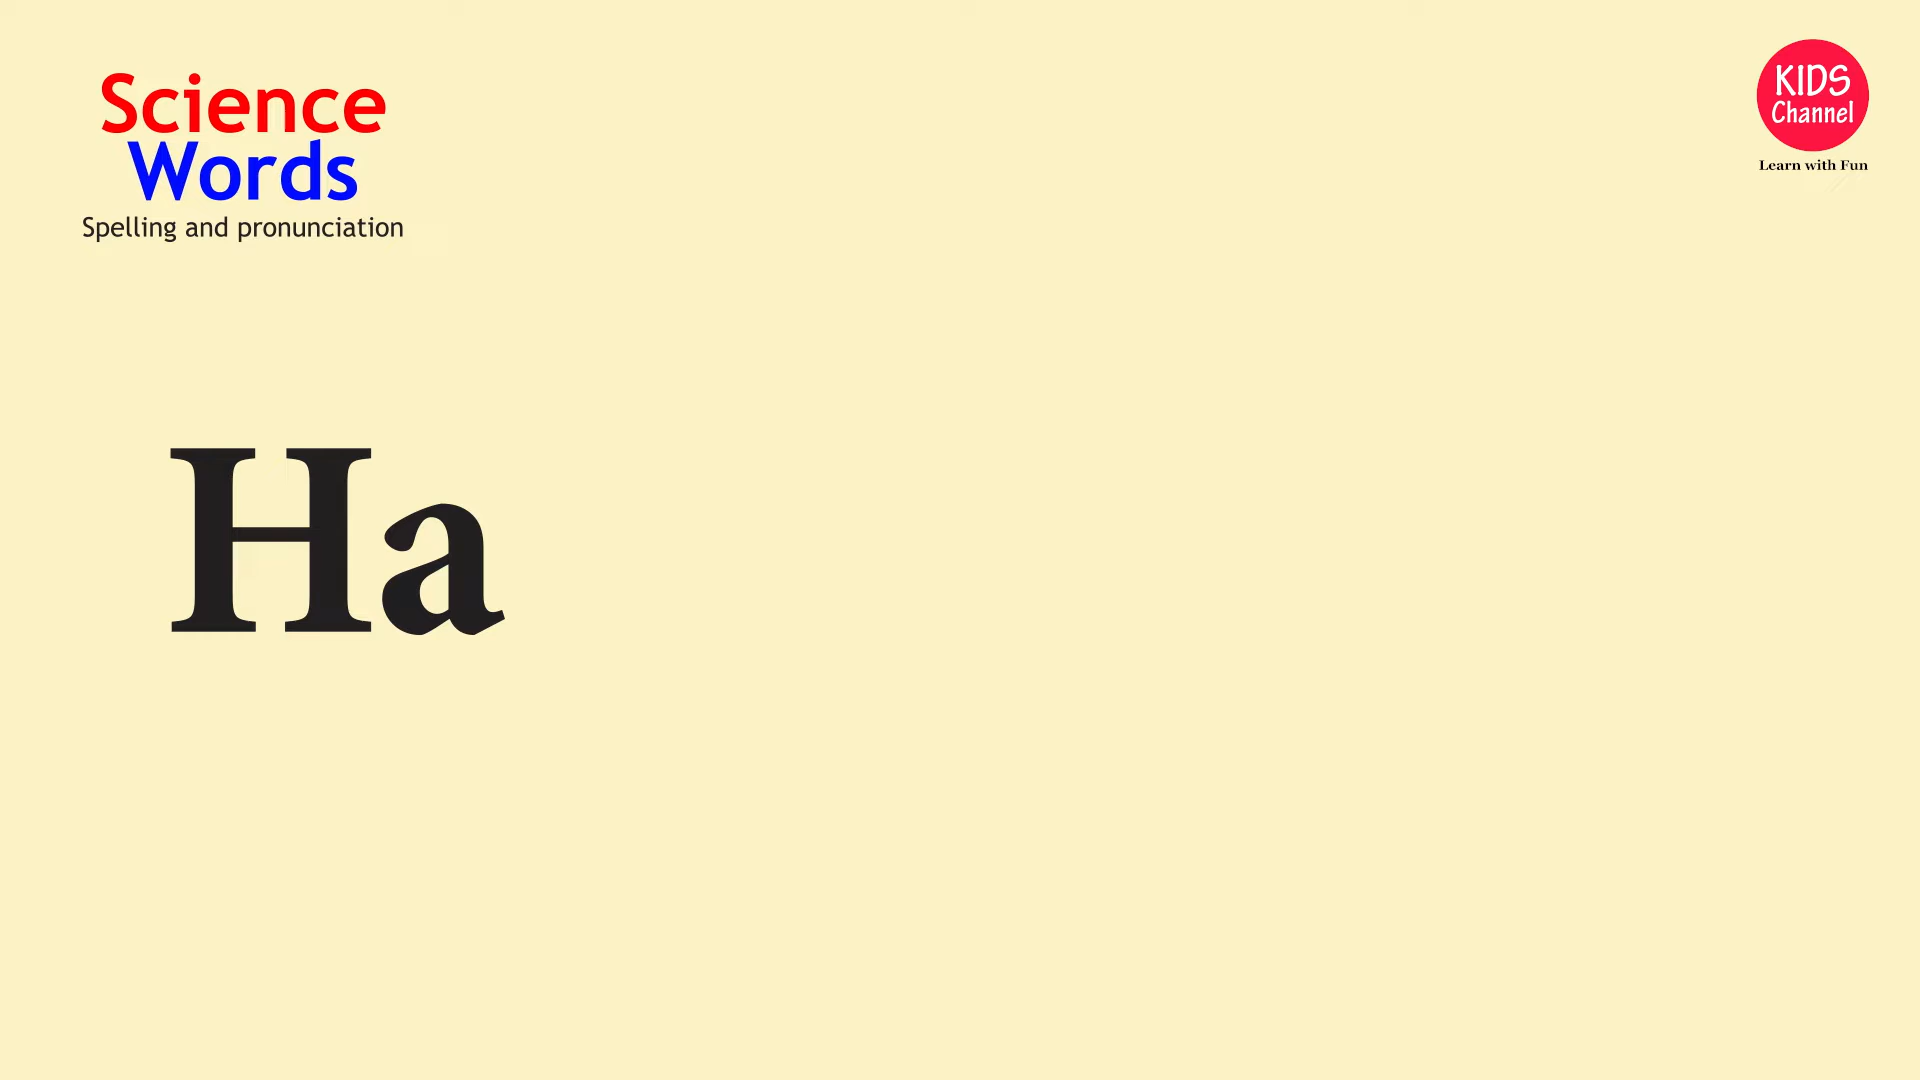 Science
Words
Spelling and pronunciation
KIDS
Channel
Learn with Fun
Ha